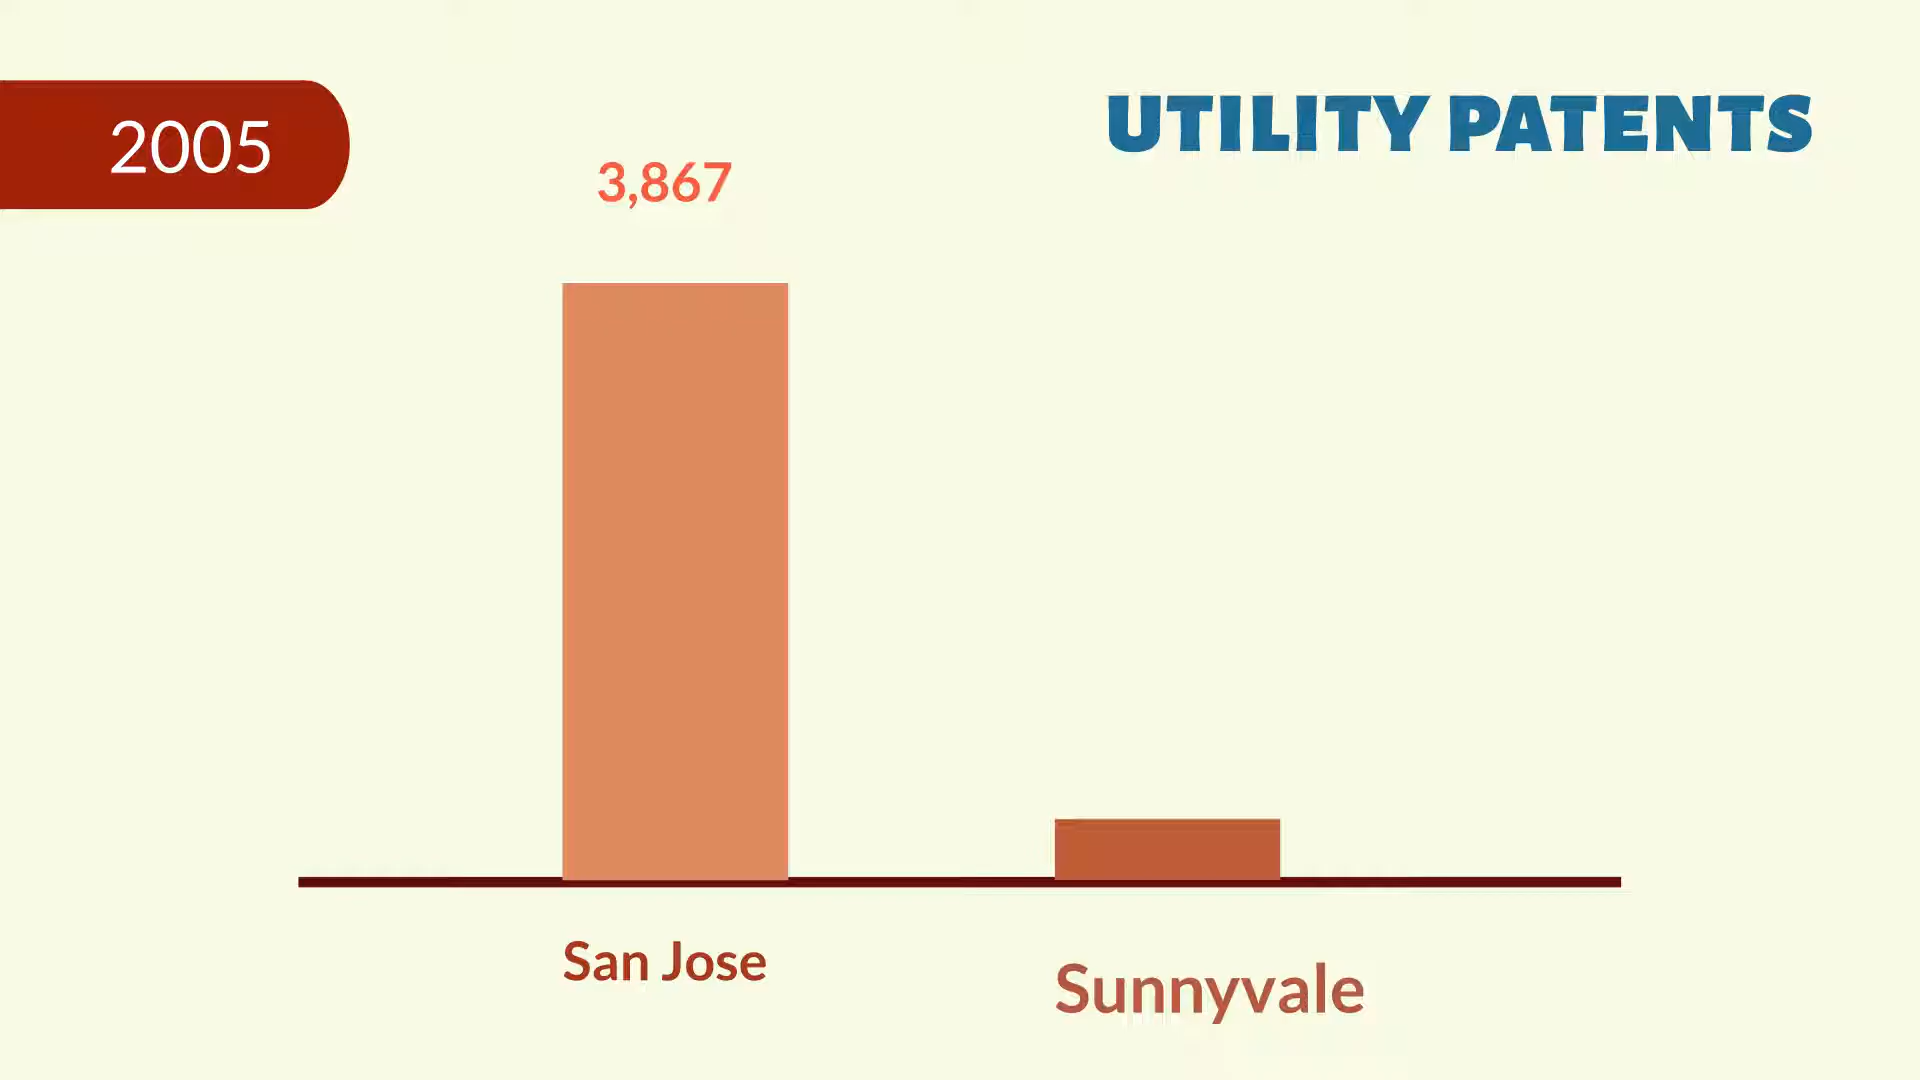 2005
UTILITY PATENTS
3,867
San Jose
Sunnyvale